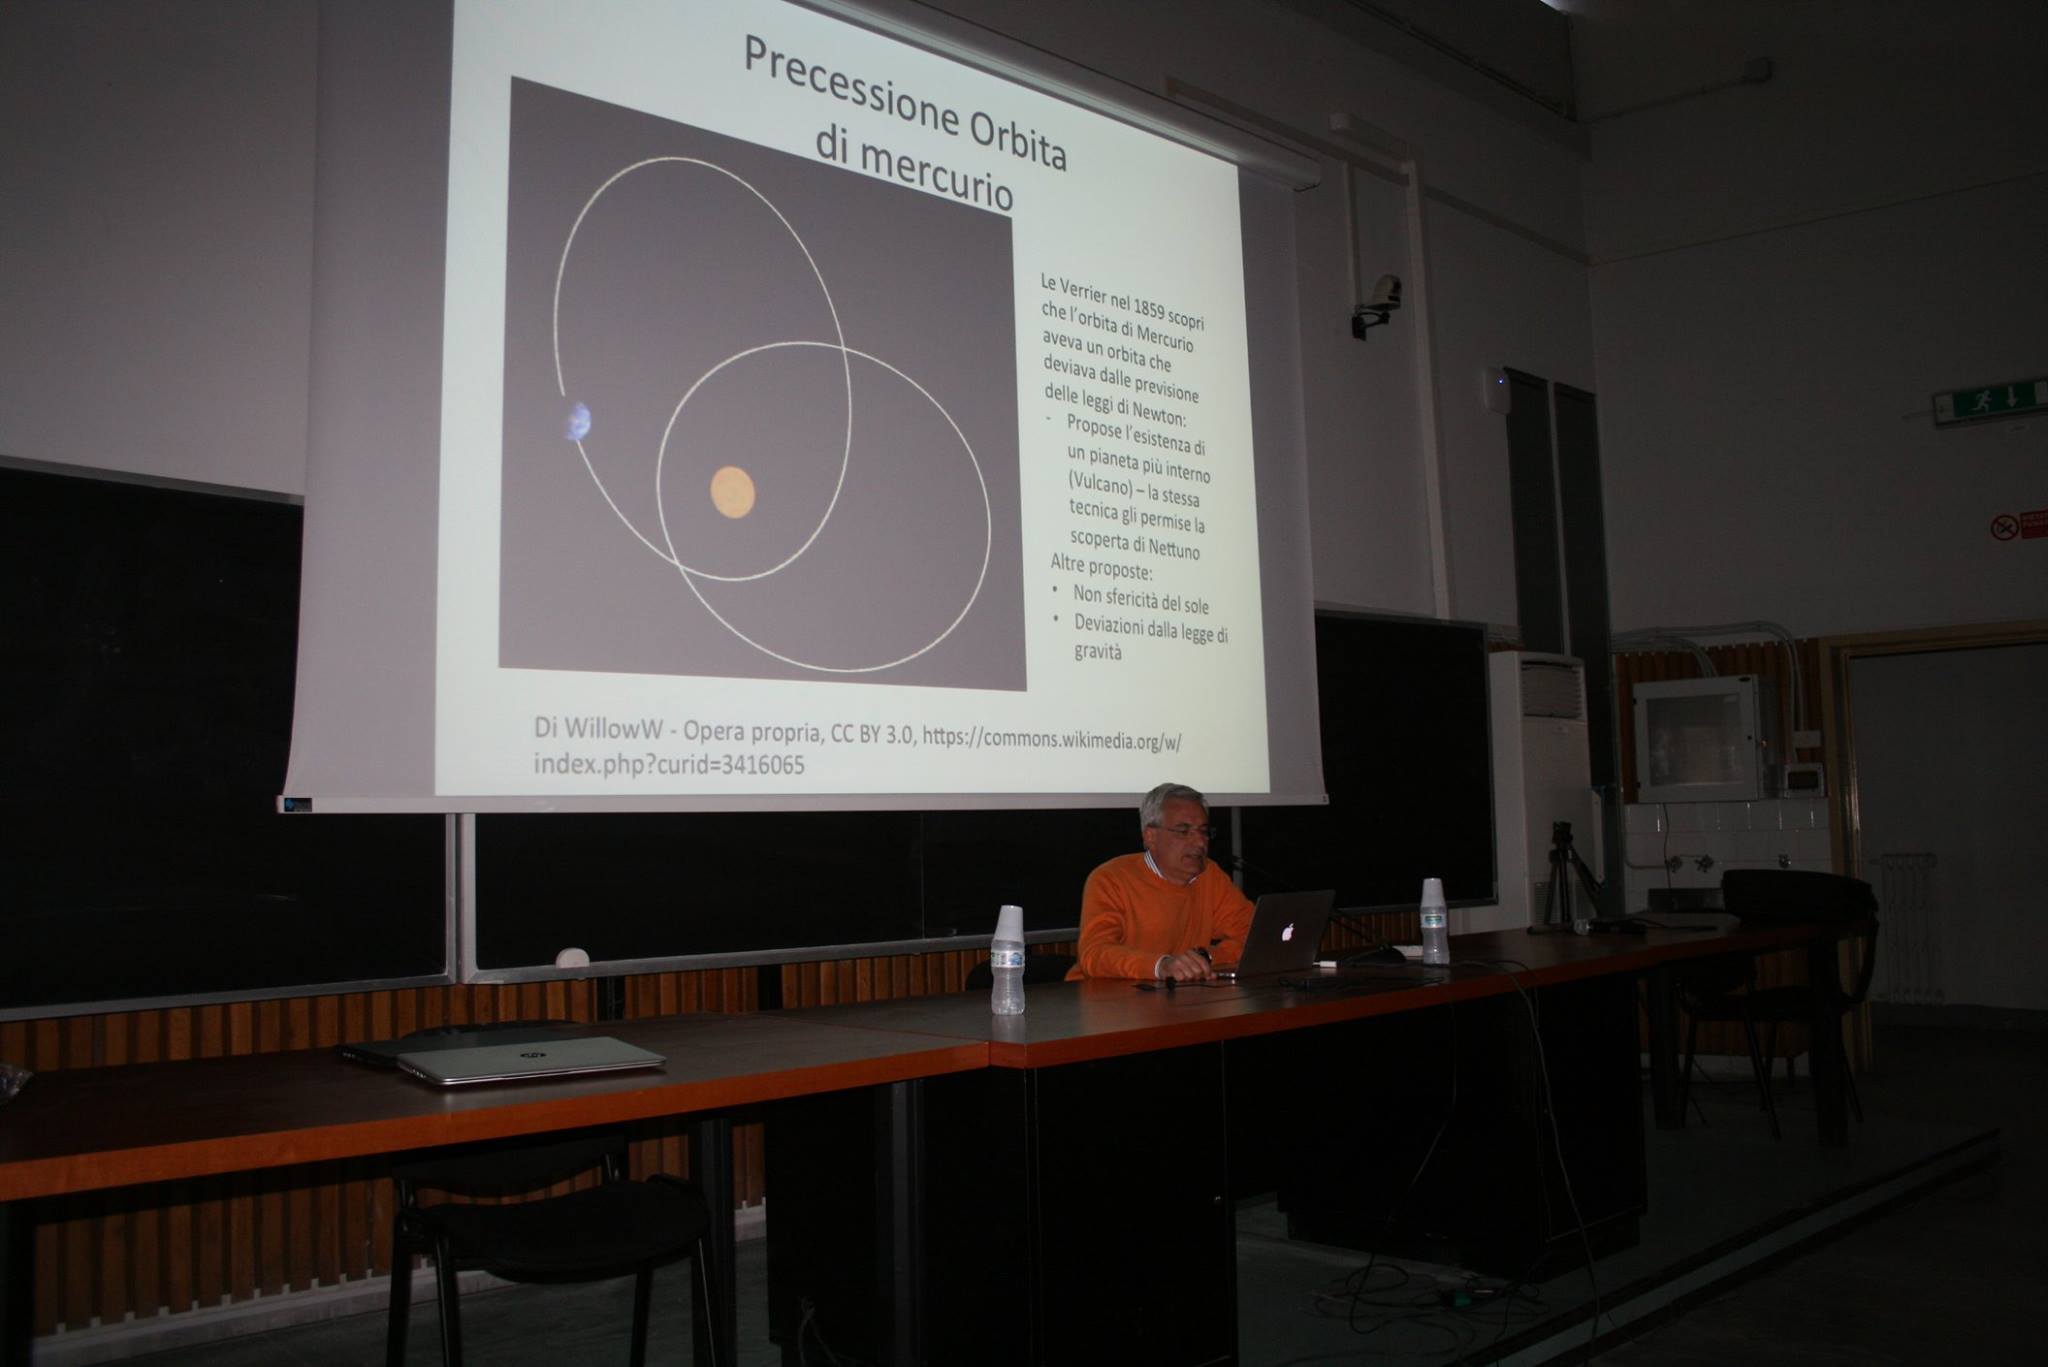 Precessione Orbita
di mercurio
Le Verrier nel 1859 scopri
che l'orbita di Mercurio
aveva un orbita che
deviava dalle previsione
delle leggi di Newton:
- Propose l'esistenza di
un pianeta più interno
(Vulcano) – la stessa
tecnica gli permise la
scoperta di Nettuno
Altre proposte:
• Non sfericità del sole
• Deviazioni dalla legge di
gravità
Di WillowW - Opera propria, CC BY 3.0, https://commons.wikimedia.org/w/
index.php?curid=3416065